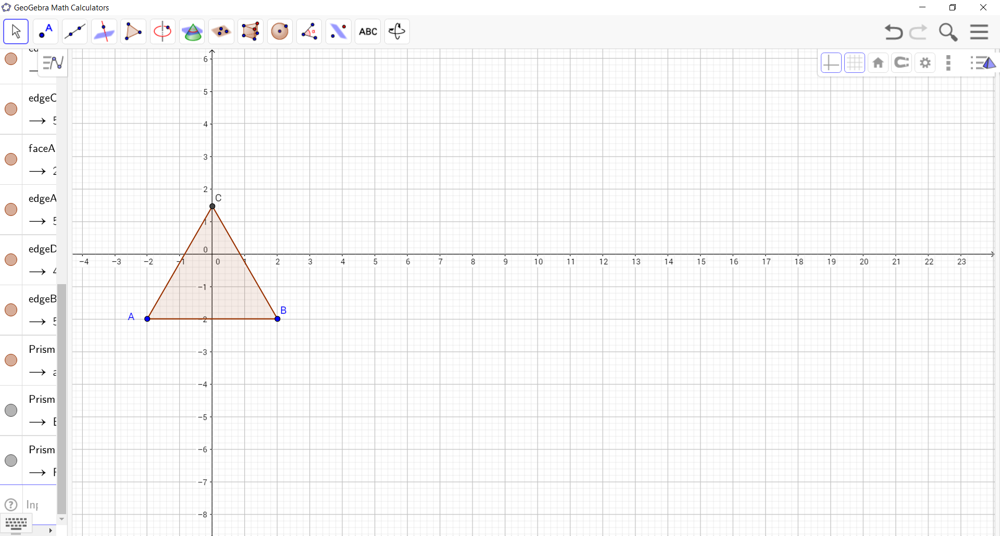 GeoGebra Math Calculators
A
α
ABC
edgeC
→ 5
faceA
→ 2
edgeA
→ 5
edgeD
→ 4
edgeB
→ 5
Prism
→ a
Prism
→
Prism
→
Inp
6
5
4
3
2
C
1
0
−4 −3 −2 −1 0 1 2 3 4 5 6 7 8 9 10 11 12 13 14 15 16 17 18 19 20 21 22 23
−1
A B
−2
−3
−4
−5
−6
−7
−8